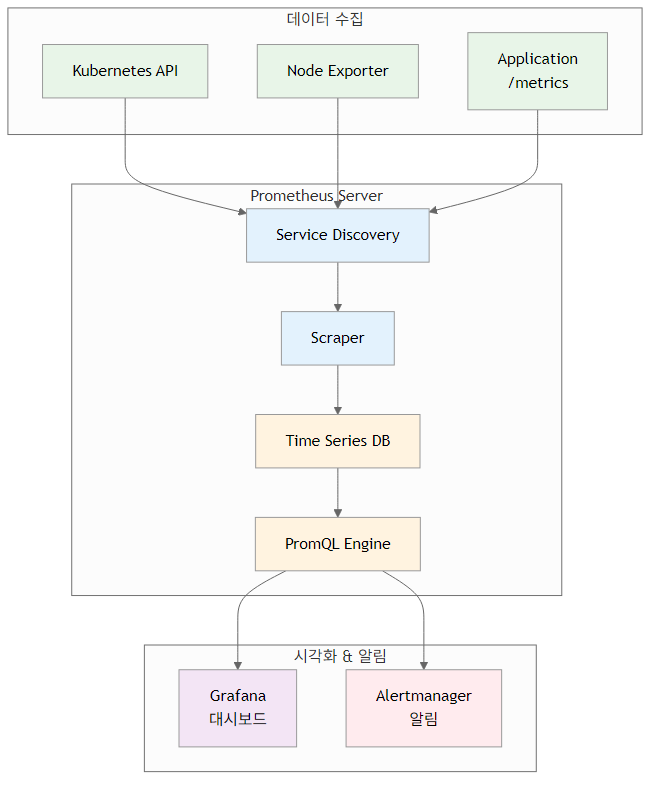 데이터 수집
Kubernetes API
Node Exporter
Application
/metrics
Prometheus Server
Service Discovery
Scraper
Time Series DB
PromQL Engine
시각화 & 알림
Grafana
대시보드
Alertmanager
알림